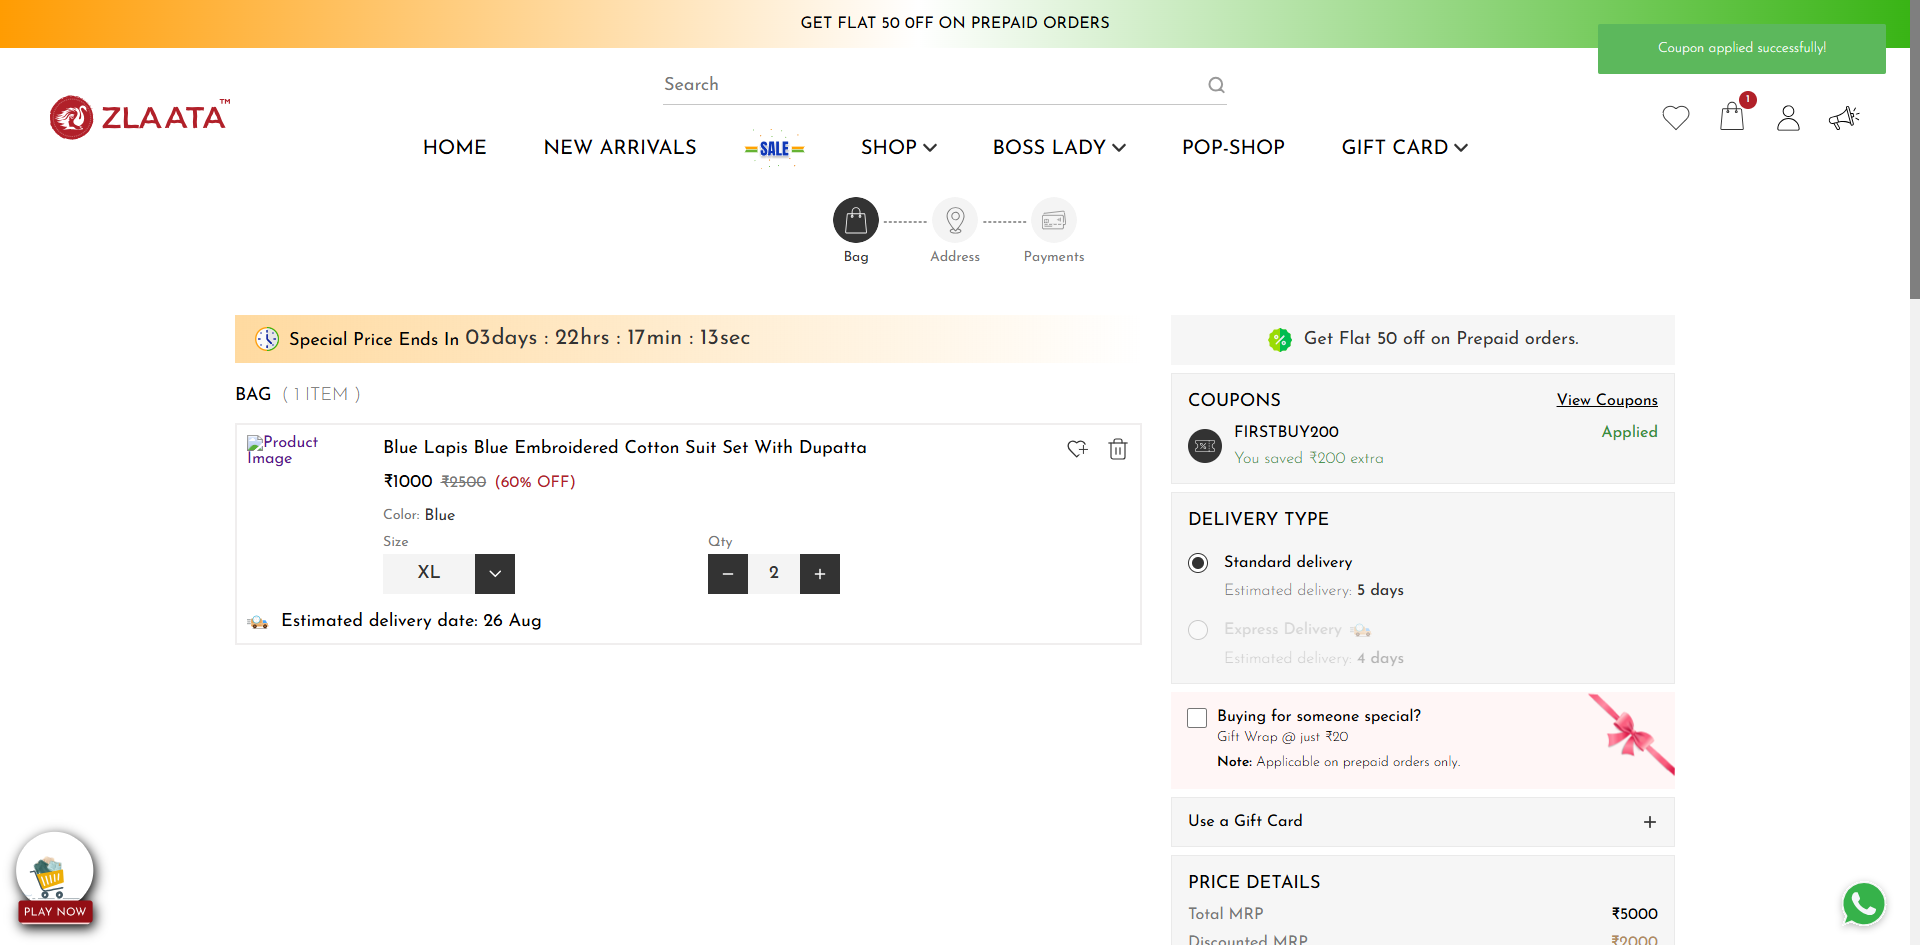 GET FLAT 50 OFF ON PREPAID ORDERS
Coupon applied successfully!
Search
ZLAATA™
1
HOME
NEW ARRIVALS
SALE
SHOP
BOSS LADY
POP-SHOP
GIFT CARD
Bag
Address
Payments
Special Price Ends In 03days : 22hrs : 17min : 13sec
BAG ( 1 ITEM )
Product Image
Blue Lapis Blue Embroidered Cotton Suit Set With Dupatta
₹1000 ₹2500 (60% OFF)
Color: Blue
Size
Qty
XL
2
Estimated delivery date: 26 Aug
Get Flat 50 off on Prepaid orders.
COUPONS
View Coupons
FIRSTBUY200
Applied
You saved ₹200 extra
DELIVERY TYPE
Standard delivery
Estimated delivery: 5 days
Express Delivery
Estimated delivery: 4 days
Buying for someone special?
Gift Wrap @ just ₹20
Note: Applicable on prepaid orders only.
Use a Gift Card
PRICE DETAILS
Total MRP
₹5000
Discounted MRP
₹2000
PLAY NOW